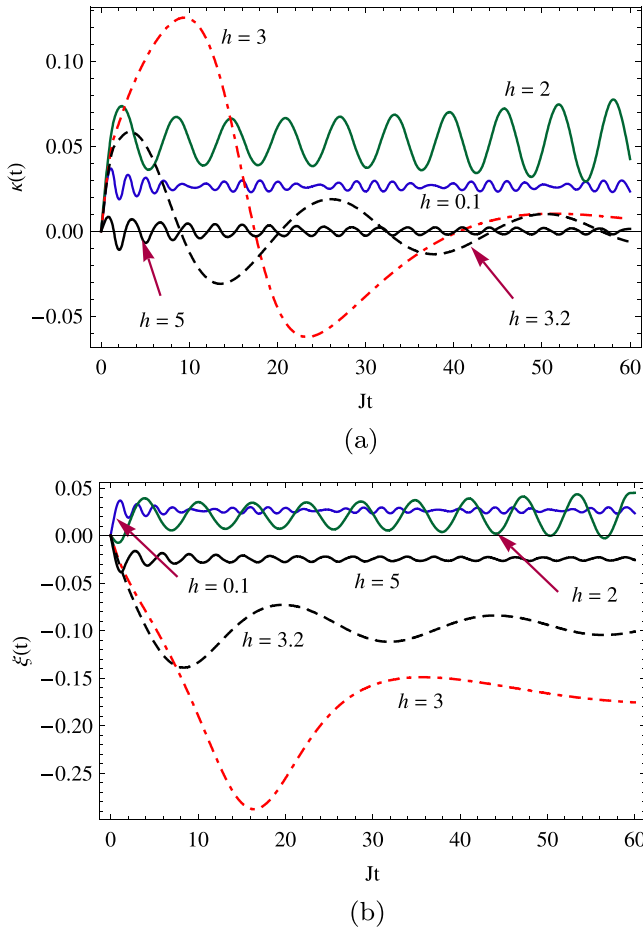 0.10
0.05
0.00
−0.05
κ(t)
h = 3
h = 2
h = 0.1
h = 5
h = 3.2
0 10 20 30 40 50 60
Jt
(a)
0.05
0.00
−0.05
−0.10
−0.15
−0.20
−0.25
ξ(t)
h = 0.1
h = 5
h = 2
h = 3.2
h = 3
0 10 20 30 40 50 60
Jt
(b)